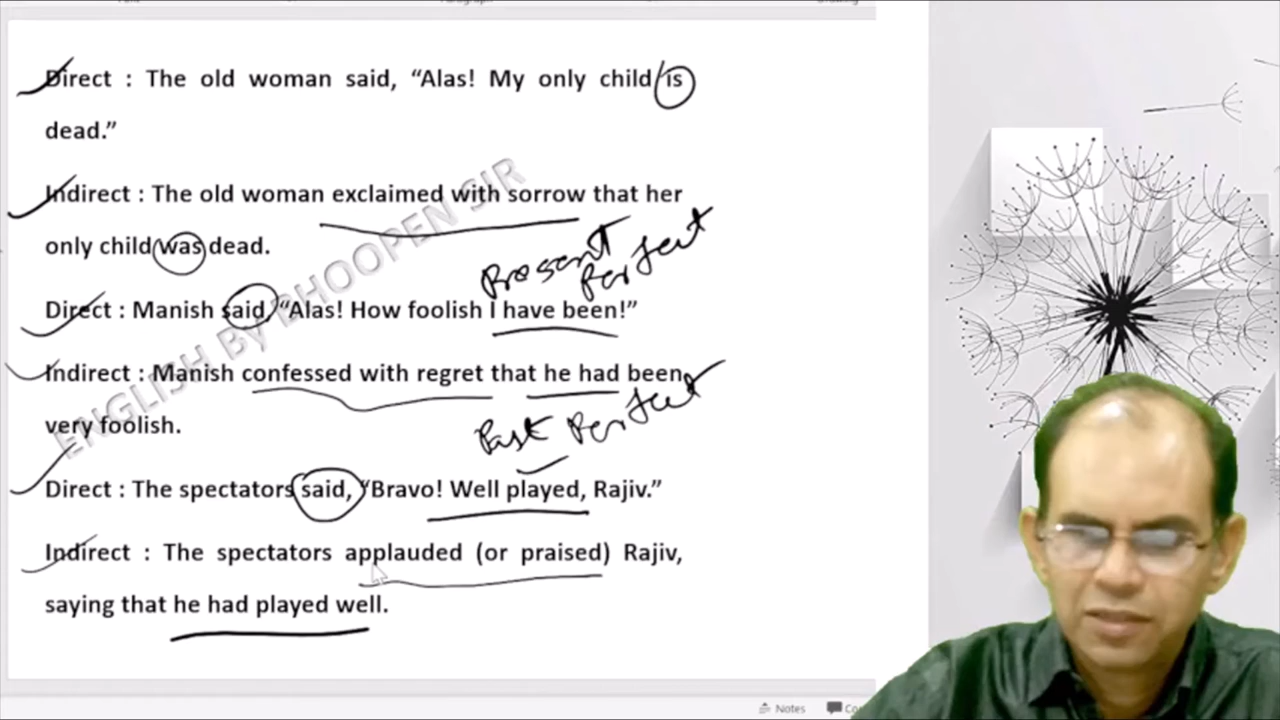 Direct : The old woman said, “Alas! My only child is
dead.”
Indirect : The old woman exclaimed with sorrow that her
only child was dead.
Present
Perfect
Direct : Manish said, “Alas! How foolish I have been!”
Indirect : Manish confessed with regret that he had been
very foolish.
Past Perfect
Direct : The spectators said, “Bravo! Well played, Rajiv.”
Indirect : The spectators applauded (or praised) Rajiv,
saying that he had played well.
ENGLISH By BHOOPEN SIR
Notes